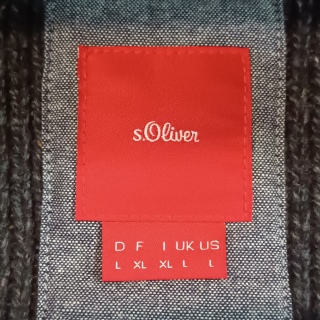 s.Oliver
D F I UK US
L XL XL L L